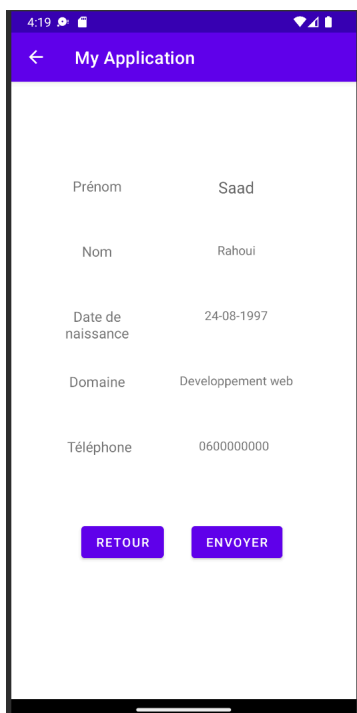 4:19
My Application
Prénom
Saad
Nom
Rahoui
Date de
naissance
24-08-1997
Domaine
Developpement web
Téléphone
0600000000
RETOUR
ENVOYER